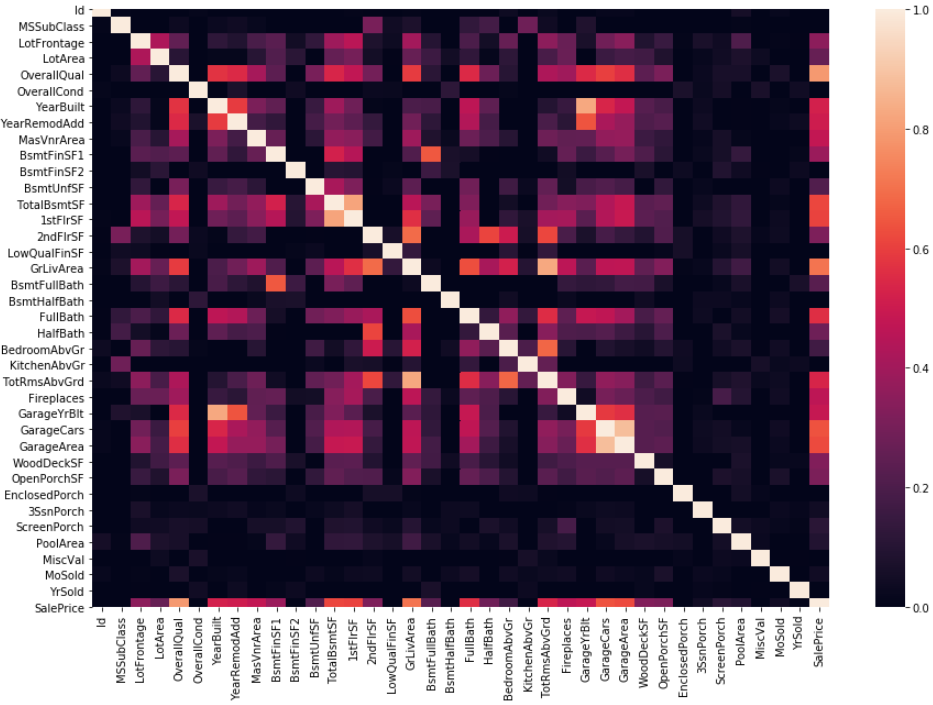 Id
MSSubClass
LotFrontage
LotArea
OverallQual
OverallCond
YearBuilt
YearRemodAdd
MasVnrArea
BsmtFinSF1
BsmtFinSF2
BsmtUnfSF
TotalBsmtSF
1stFlrSF
2ndFlrSF
LowQualFinSF
GrLivArea
BsmtFullBath
BsmtHalfBath
FullBath
HalfBath
BedroomAbvGr
KitchenAbvGr
TotRmsAbvGrd
Fireplaces
GarageYrBlt
GarageCars
GarageArea
WoodDeckSF
OpenPorchSF
EnclosedPorch
3SsnPorch
ScreenPorch
PoolArea
MiscVal
MoSold
YrSold
SalePrice
Id
MSSubClass
LotFrontage
LotArea
OverallQual
OverallCond
YearBuilt
YearRemodAdd
MasVnrArea
BsmtFinSF1
BsmtFinSF2
BsmtUnfSF
TotalBsmtSF
1stFlrSF
2ndFlrSF
LowQualFinSF
GrLivArea
BsmtFullBath
BsmtHalfBath
FullBath
HalfBath
BedroomAbvGr
KitchenAbvGr
TotRmsAbvGrd
Fireplaces
GarageYrBlt
GarageCars
GarageArea
WoodDeckSF
OpenPorchSF
EnclosedPorch
3SsnPorch
ScreenPorch
PoolArea
MiscVal
MoSold
YrSold
SalePrice
1.0
0.8
0.6
0.4
0.2
0.0